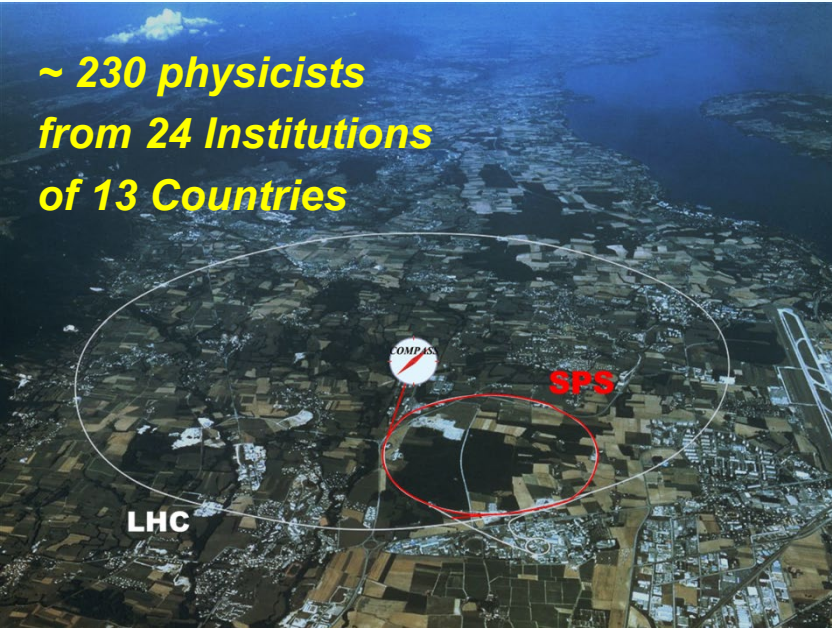 ~ 230 physicists
from 24 Institutions
of 13 Countries
COMPASS
SPS
LHC